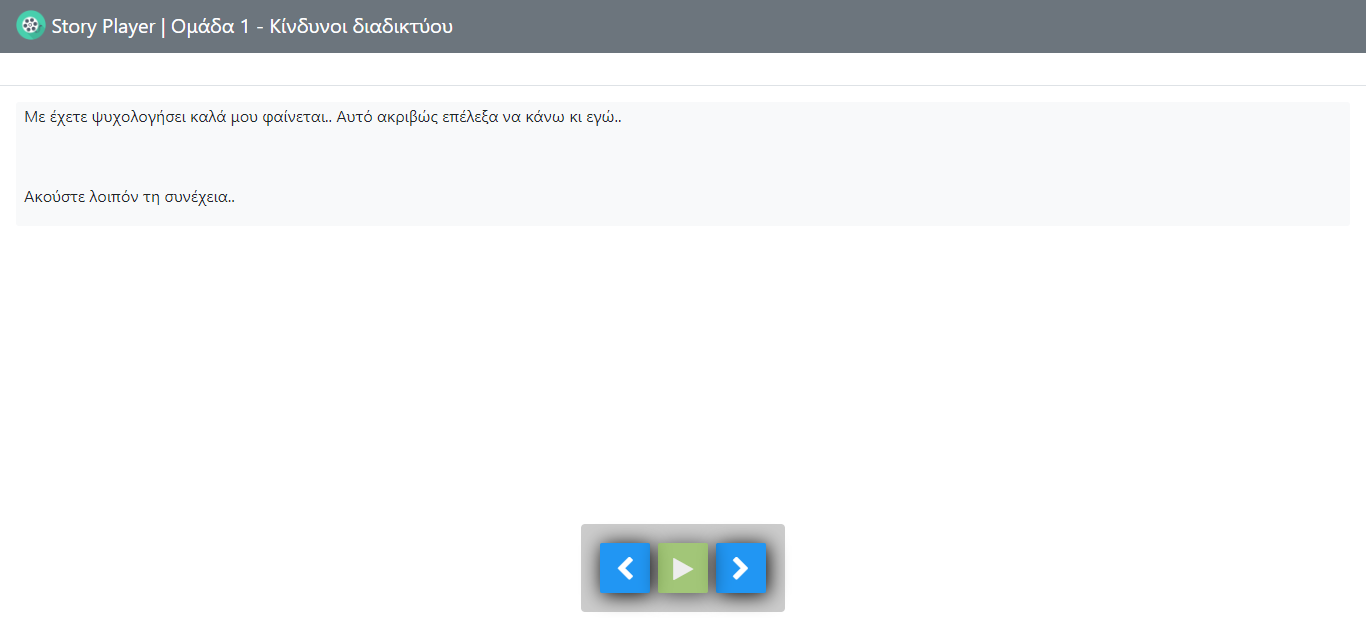 Story Player | Ομάδα 1 - Κίνδυνοι διαδικτύου
Με έχετε ψυχολογήσει καλά μου φαίνεται.. Αυτό ακριβώς επέλεξα να κάνω κι εγώ..
Ακούστε λοιπόν τη συνέχεια..